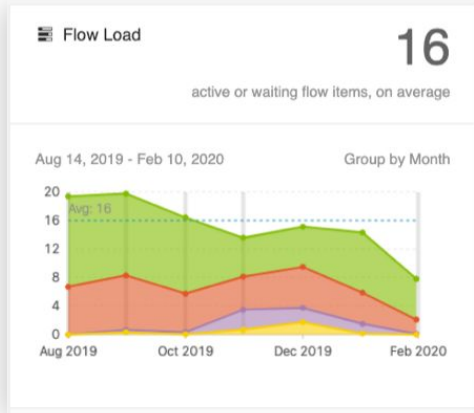 Flow Load
16
active or waiting flow items, on average
Aug 14, 2019 - Feb 10, 2020
Group by Month
20
Avg: 16
16
12
8
4
0
Aug 2019
Oct 2019
Dec 2019
Feb 2020